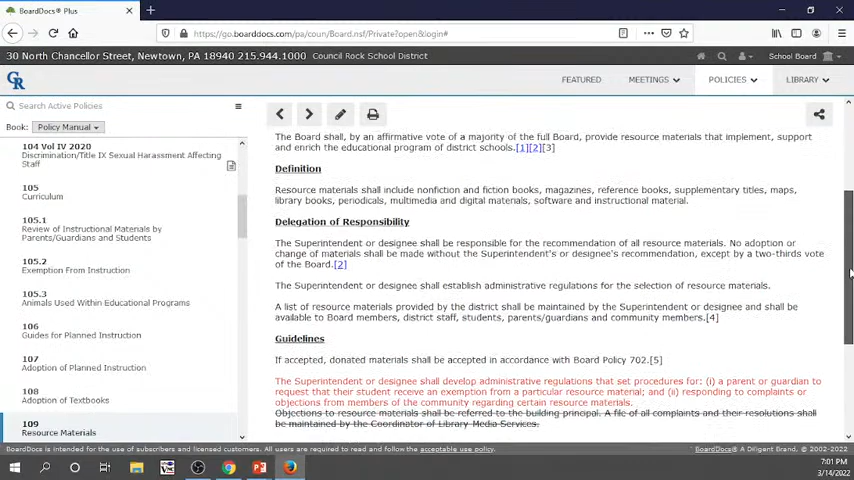 BoardDocs® Plus
https://go.boarddocs.com/pa/coun/Board.nsf/Private?open&login#
30 North Chancellor Street, Newtown, PA 18940 215.944.1000 Council Rock School District
School Board
CR
FEATURED MEETINGS POLICIES LIBRARY
Search Active Policies
Book: Policy Manual
104 Vol IV 2020
Discrimination/Title IX Sexual Harassment Affecting
Staff
105
Curriculum
105.1
Review of Instructional Materials by
Parents/Guardians and Students
105.2
Exemption From Instruction
105.3
Animals Used Within Educational Programs
106
Guides for Planned Instruction
107
Adoption of Planned Instruction
108
Adoption of Textbooks
109
Resource Materials
The Board shall, by an affirmative vote of a majority of the full Board, provide resource materials that implement, support
and enrich the educational program of district schools.[1][2][3]
Definition
Resource materials shall include nonfiction and fiction books, magazines, reference books, supplementary titles, maps,
library books, periodicals, multimedia and digital materials, software and instructional material.
Delegation of Responsibility
The Superintendent or designee shall be responsible for the recommendation of all resource materials. No adoption or
change of materials shall be made without the Superintendent's or designee's recommendation, except by a two-thirds vote
of the Board.[2]
The Superintendent or designee shall establish administrative regulations for the selection of resource materials.
A list of resource materials provided by the district shall be maintained by the Superintendent or designee and shall be
available to Board members, district staff, students, parents/guardians and community members.[4]
Guidelines
If accepted, donated materials shall be accepted in accordance with Board Policy 702.[5]
The Superintendent or designee shall develop administrative regulations that set procedures for: (i) a parent or guardian to
request that their student receive an exemption from a particular resource material; and (ii) responding to complaints or
objections from members of the community regarding certain resource materials.
Objections to resource materials shall be referred to the building principal. A file of all complaints and their resolutions shall
be maintained by the Coordinator of Library Media Services.
BoardDocs is intended for the use of subscribers and licensed customers. All users are required to read and follow the acceptable use policy.
BoardDocs® A Diligent Brand. © 2002-2022
7:01 PM
3/14/2022